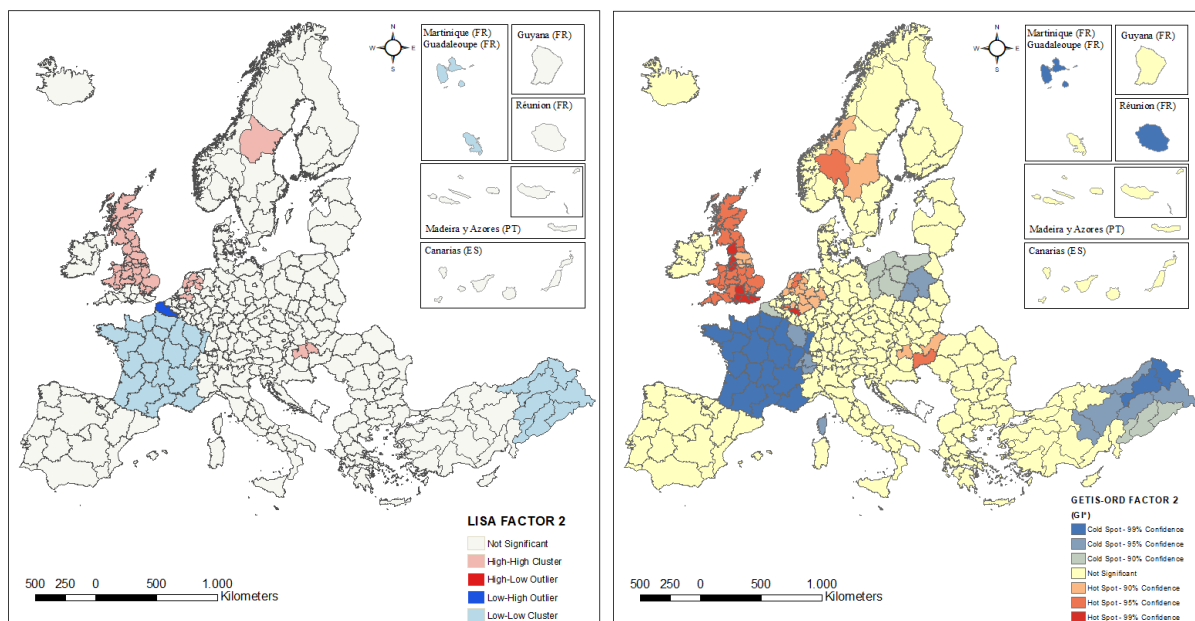 Martinique (FR)
Guadaleoupe (FR)
Guyana (FR)
Réunion (FR)
Madeira y Azores (PT)
Canarias (ES)
N
W E
S
LISA FACTOR 2
Not Significant
High-High Cluster
High-Low Outlier
Low-High Outlier
Low-Low Cluster
500 250 0 500 1.000
Kilometers
Martinique (FR)
Guadaleoupe (FR)
Guyana (FR)
Réunion (FR)
Madeira y Azores (PT)
Canarias (ES)
N
W E
S
GETIS-ORD FACTOR 2
(GI*)
Cold Spot - 99% Confidence
Cold Spot - 95% Confidence
Cold Spot - 90% Confidence
Not Significant
Hot Spot - 90% Confidence
Hot Spot - 95% Confidence
Hot Spot - 99% Confidence
500 250 0 500 1.000
Kilometers